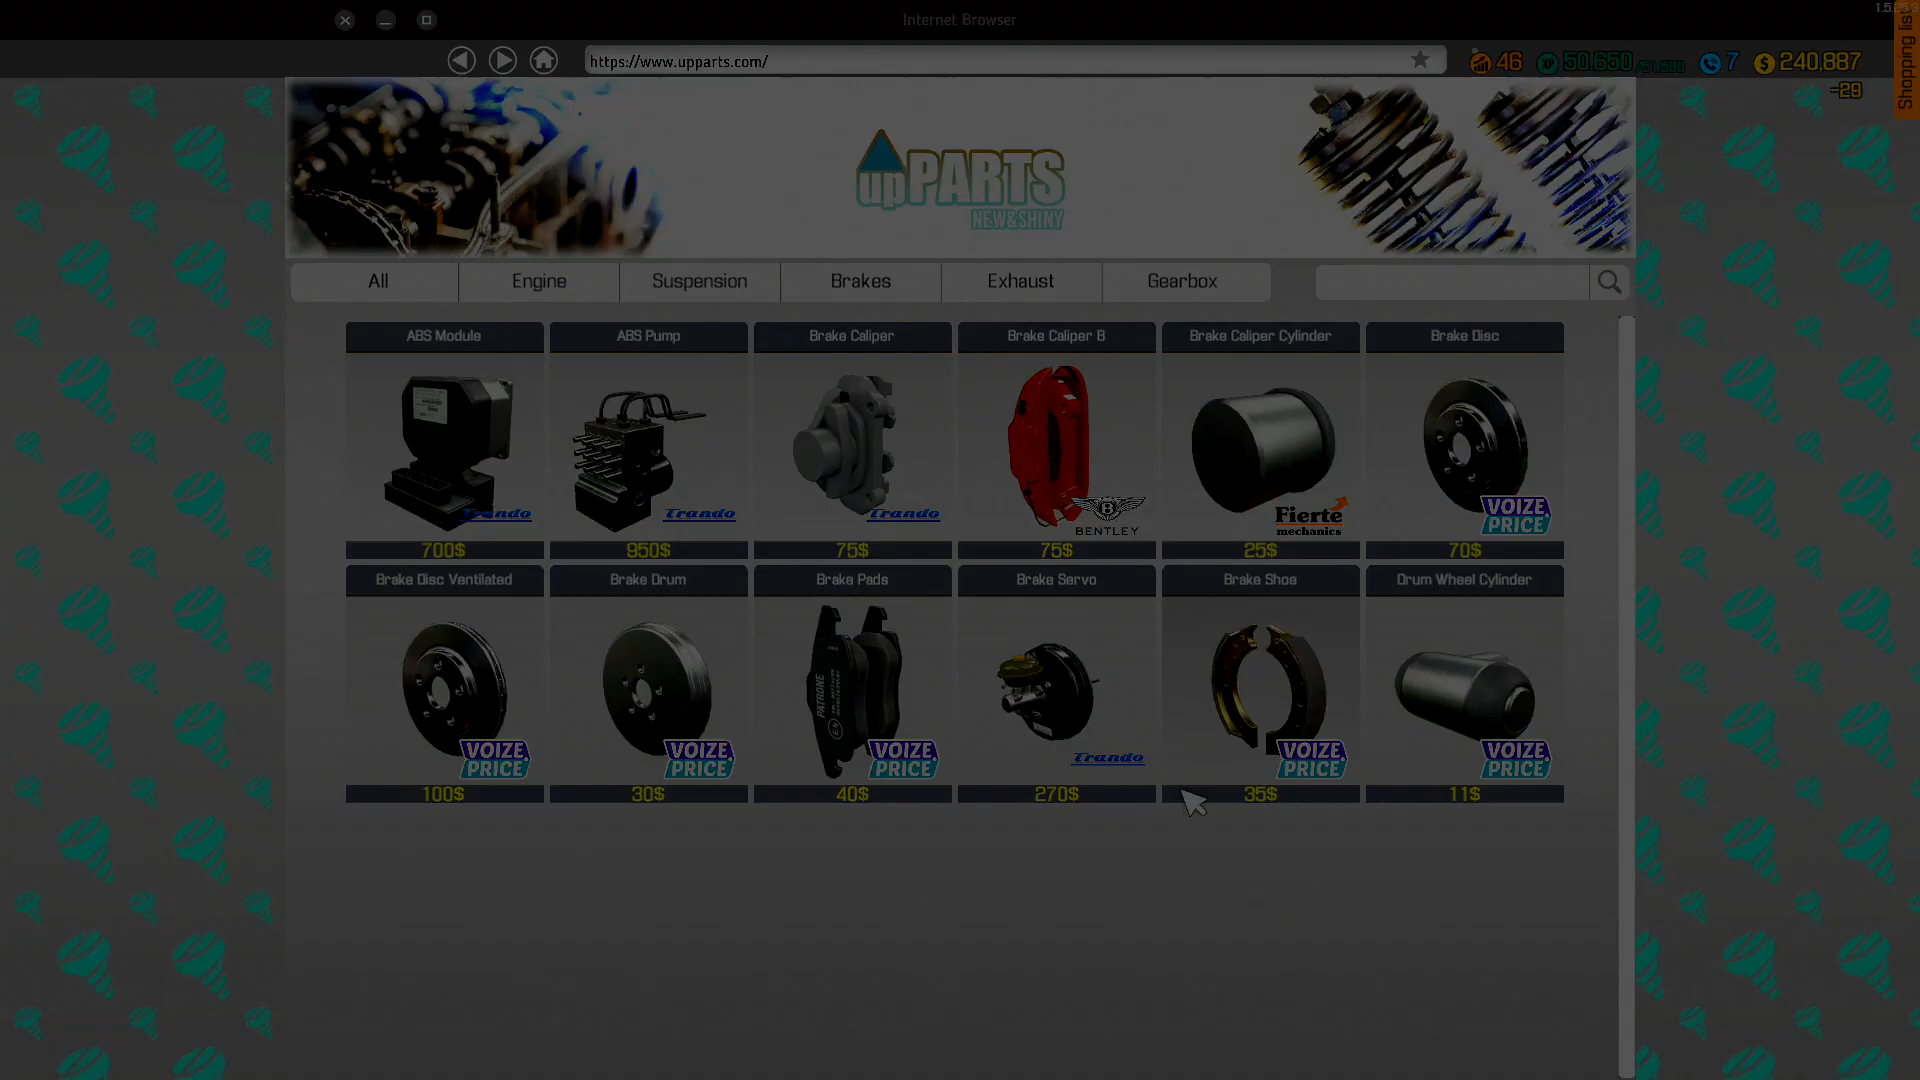 Internet Browser
https://www.upparts.com/
46
50,650
7
240,887
-29
Shopping list
upPARTS
NEW&SHINY
All
Engine
Suspension
Brakes
Exhaust
Gearbox
ABS Module
ABS Pump
Brake Caliper
Brake Caliper B
Brake Caliper Cylinder
Brake Disc
Trando
Trando
Trando
BENTLEY
Fierte
mechanics
VOIZE
PRICE
700$
950$
75$
75$
25$
70$
Brake Disc Ventilated
Brake Drum
Brake Pads
Brake Servo
Brake Shoe
Drum Wheel Cylinder
PATRONE
VOIZE
PRICE
VOIZE
PRICE
VOIZE
PRICE
Trando
VOIZE
PRICE
VOIZE
PRICE
100$
30$
40$
270$
35$
11$